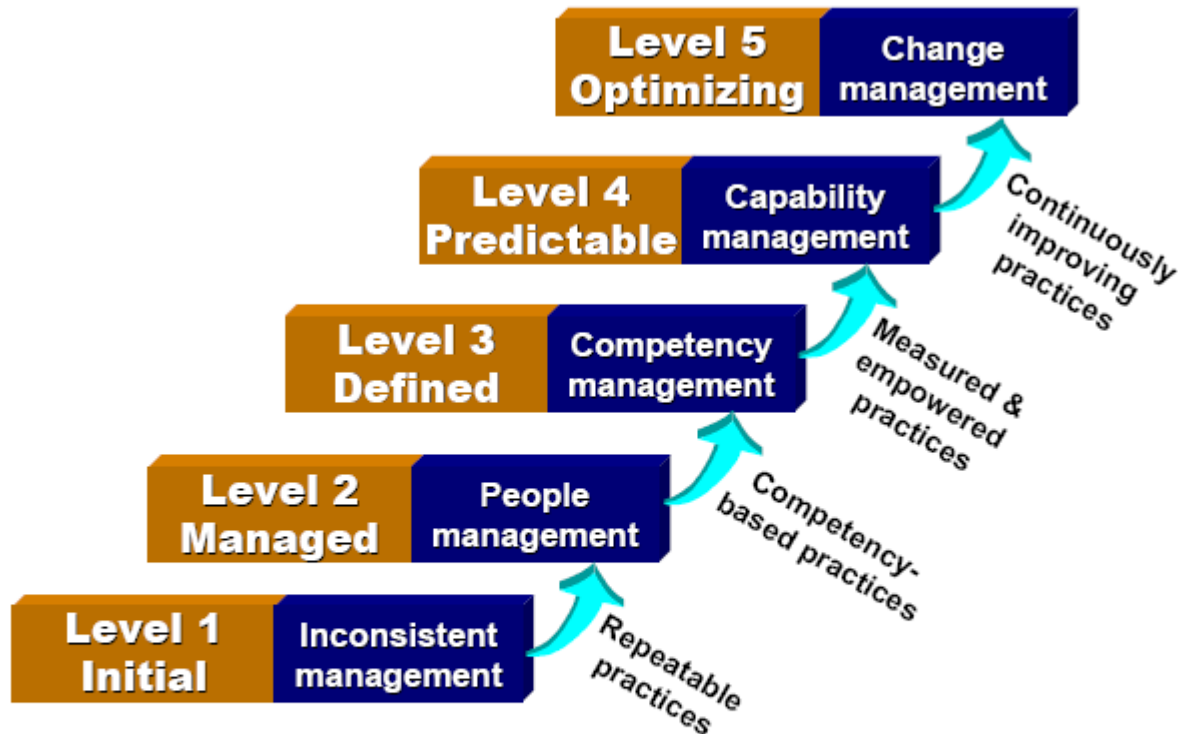 Level 5
Optimizing
Change
management
Level 4
Predictable
Capability
management
Continuously
improving
practices
Level 3
Defined
Competency
management
Measured &
empowered
practices
Level 2
Managed
People
management
Competency-
based practices
Level 1
Initial
Inconsistent
management
Repeatable
practices